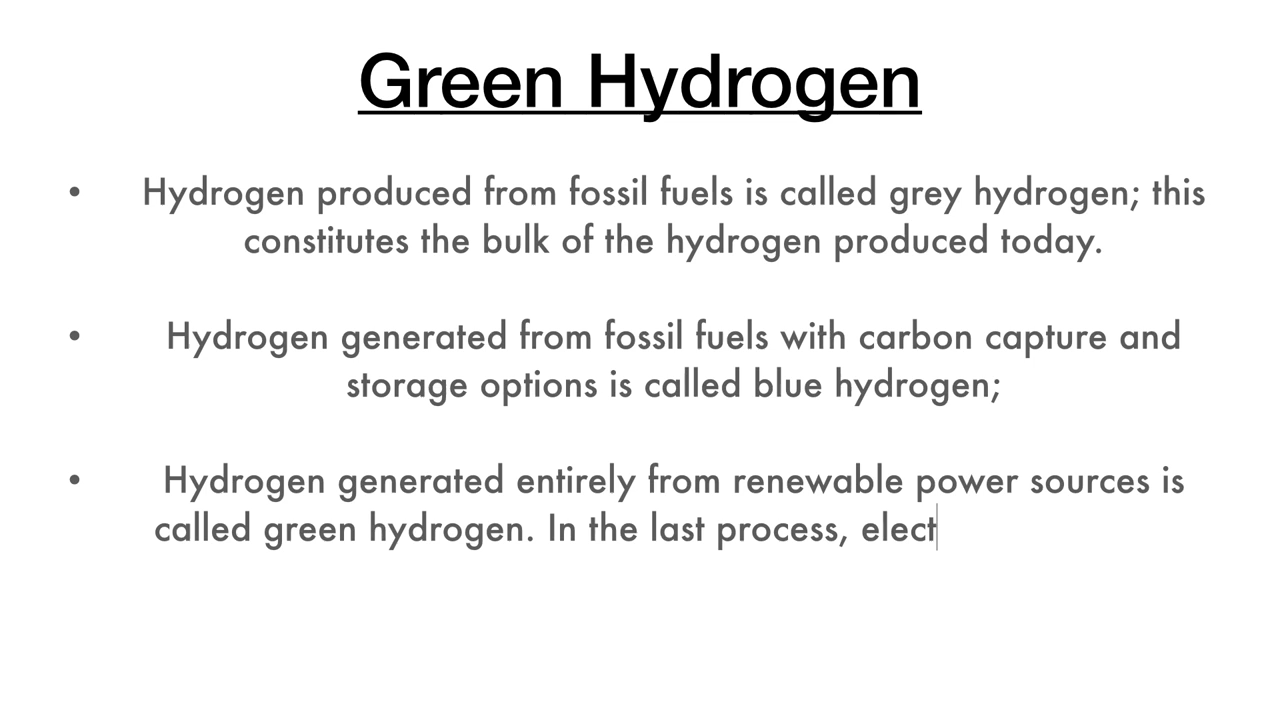 Green Hydrogen
• Hydrogen produced from fossil fuels is called grey hydrogen; this
constitutes the bulk of the hydrogen produced today.
• Hydrogen generated from fossil fuels with carbon capture and
storage options is called blue hydrogen;
• Hydrogen generated entirely from renewable power sources is
called green hydrogen. In the last process, elect